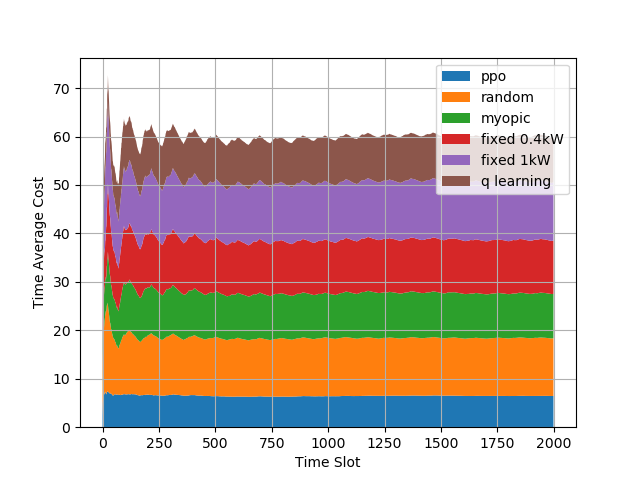 Time Average Cost
70
60
50
40
30
20
10
0
ppo
random
myopic
fixed 0.4kW
fixed 1kW
q learning
0 250 500 750 1000 1250 1500 1750 2000
Time Slot